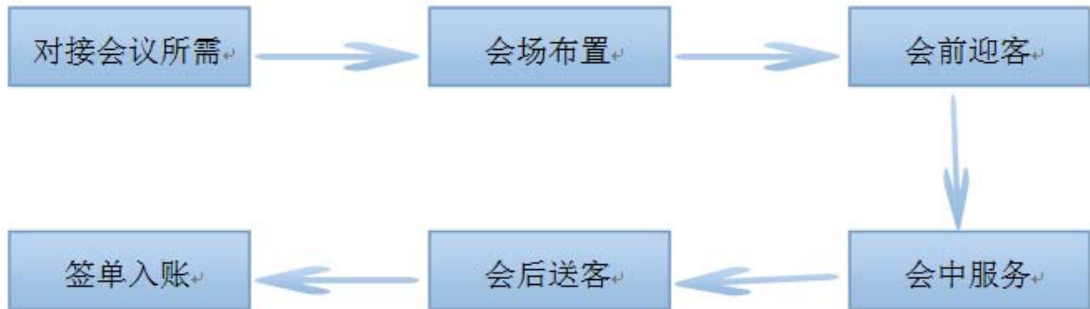 对接会议所需
会场布置
会前迎客
会中服务
会后送客
签单入账